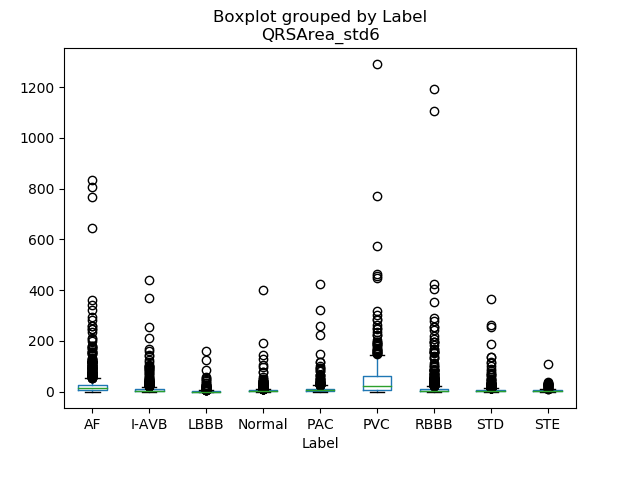 Boxplot grouped by Label
QRSArea_std6
1200
1000
800
600
400
200
0
AF I-AVB LBBB Normal PAC PVC RBBB STD STE
Label